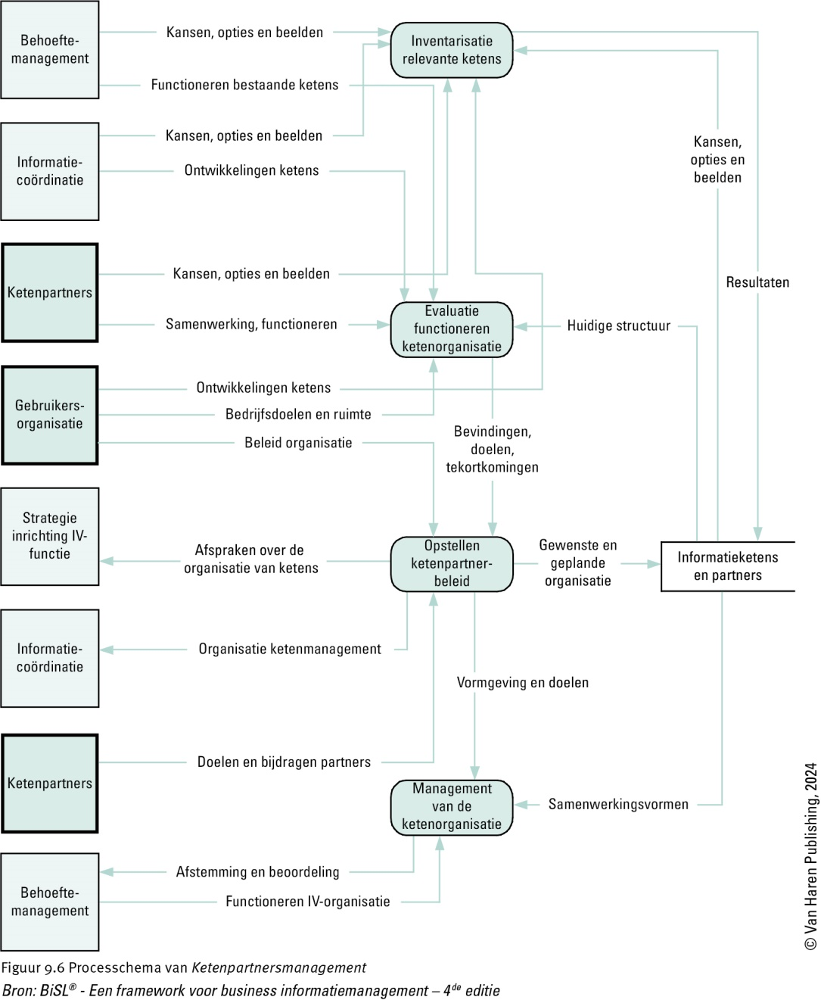 Behoefte-
management
Kansen, opties en beelden
Functioneren bestaande ketens
Inventarisatie
relevante ketens
Informatie-
coördinatie
Kansen, opties en beelden
Ontwikkelingen ketens
Kansen,
opties en
beelden
Resultaten
Ketenpartners
Kansen, opties en beelden
Samenwerking, functioneren
Evaluatie
functioneren
ketenorganisatie
Huidige structuur
Gebruikers-
organisatie
Ontwikkelingen ketens
Bedrijfsdoelen en ruimte
Beleid organisatie
Bevindingen,
doelen,
tekortkomingen
Strategie
inrichting IV-
functie
Afspraken over de
organisatie van ketens
Opstellen
ketenpartner-
beleid
Gewenste en
geplande
organisatie
Informatieketens
en partners
Informatie-
coördinatie
Organisatie ketenmanagement
Vormgeving en doelen
Ketenpartners
Doelen en bijdragen partners
Management
van de
ketenorganisatie
Samenwerkingsvormen
Behoefte-
management
Afstemming en beoordeling
Functioneren IV-organisatie
© Van Haren Publishing, 2024
Figuur 9.6 Processchema van Ketenpartnersmanagement
Bron: BiSL® - Een framework voor business informatiemanagement – 4de editie